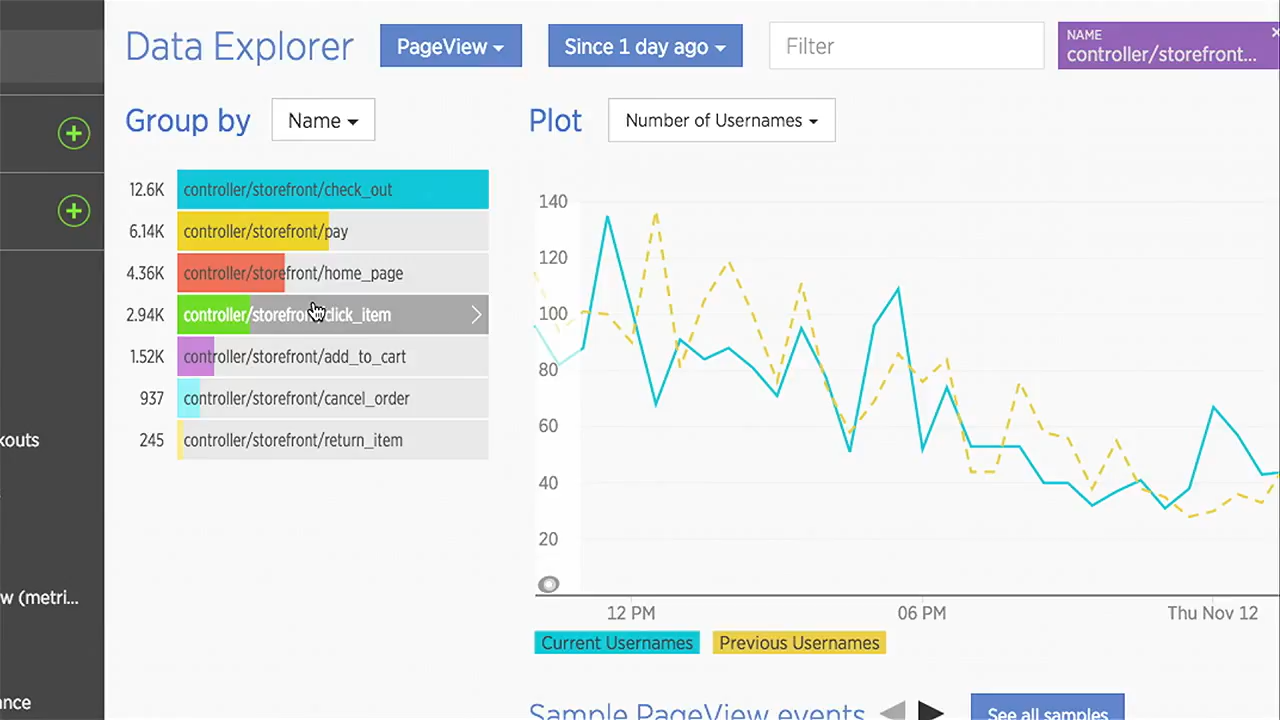 Data Explorer
PageView
Since 1 day ago
Filter
NAME
controller/storefront...
Group by
Name
Plot
Number of Usernames
12.6K controller/storefront/check_out
6.14K controller/storefront/pay
4.36K controller/storefront/home_page
2.94K controller/storefront/click_item
1.52K controller/storefront/add_to_cart
937 controller/storefront/cancel_order
245 controller/storefront/return_item
140
120
100
80
60
40
20
12 PM
06 PM
Thu Nov 12
Current Usernames
Previous Usernames
kouts
w (metri...
ance
Sample PageView events
See all samples